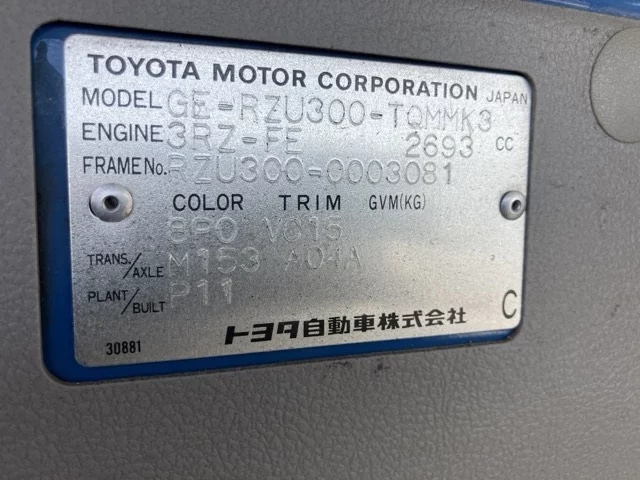 TOYOTA MOTOR CORPORATION JAPAN
MODEL GE-RZU300-TQMMK3
ENGINE 3RZ-FE 2693 CC
FRAME No. RZU300-0003081
COLOR TRIM GVM(KG)
8P0 VC15
TRANS./AXLE M153 A04A
PLANT/BUILT P11
C
30881 トヨタ自動車株式会社